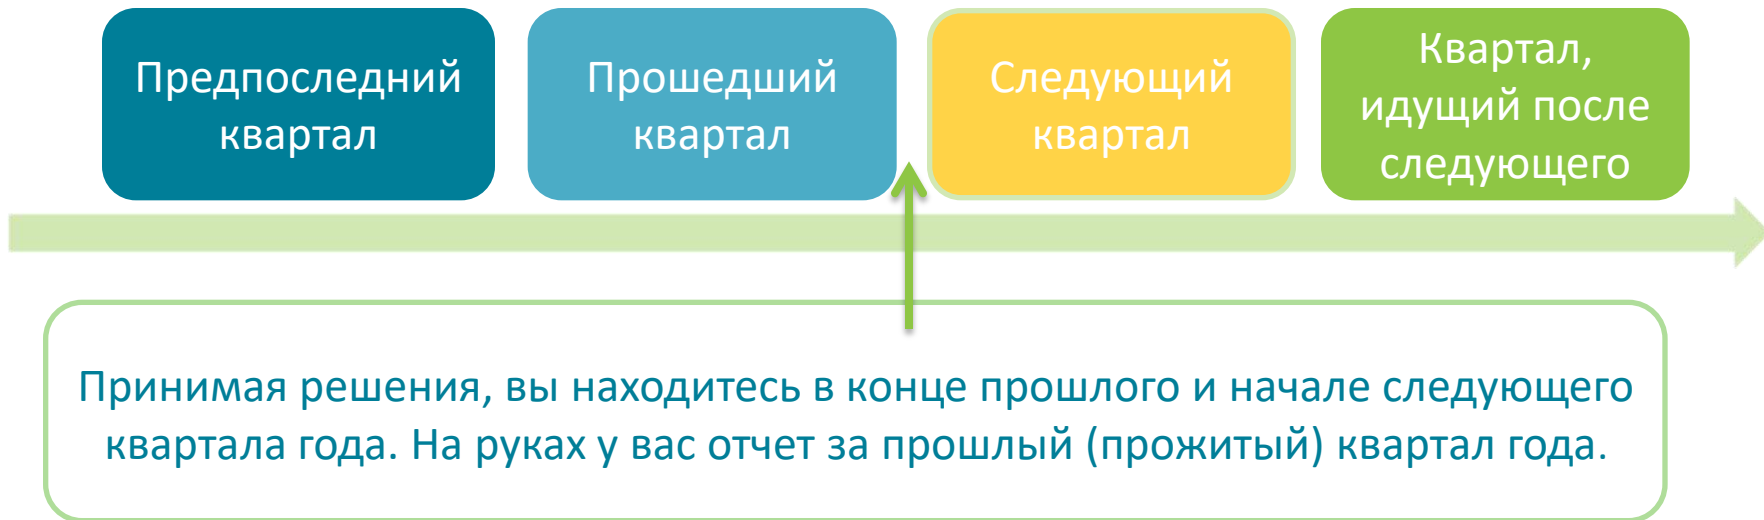 Предпоследний
квартал
Прошедший
квартал
Следующий
квартал
Квартал,
идущий после
следующего
Принимая решения, вы находитесь в конце прошлого и начале следующего
квартала года. На руках у вас отчет за прошлый (прожитый) квартал года.